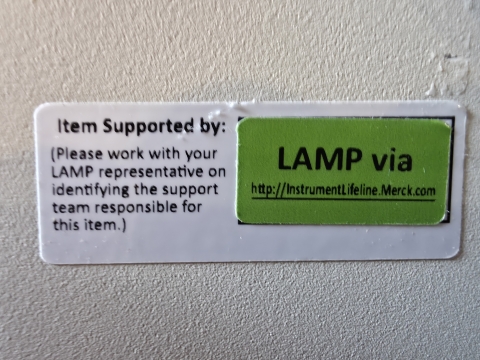 Item Supported by:
(Please work with your
LAMP representative on
identifying the support
team responsible for
this item.)
LAMP via
http://InstrumentLifeline.Merck.com